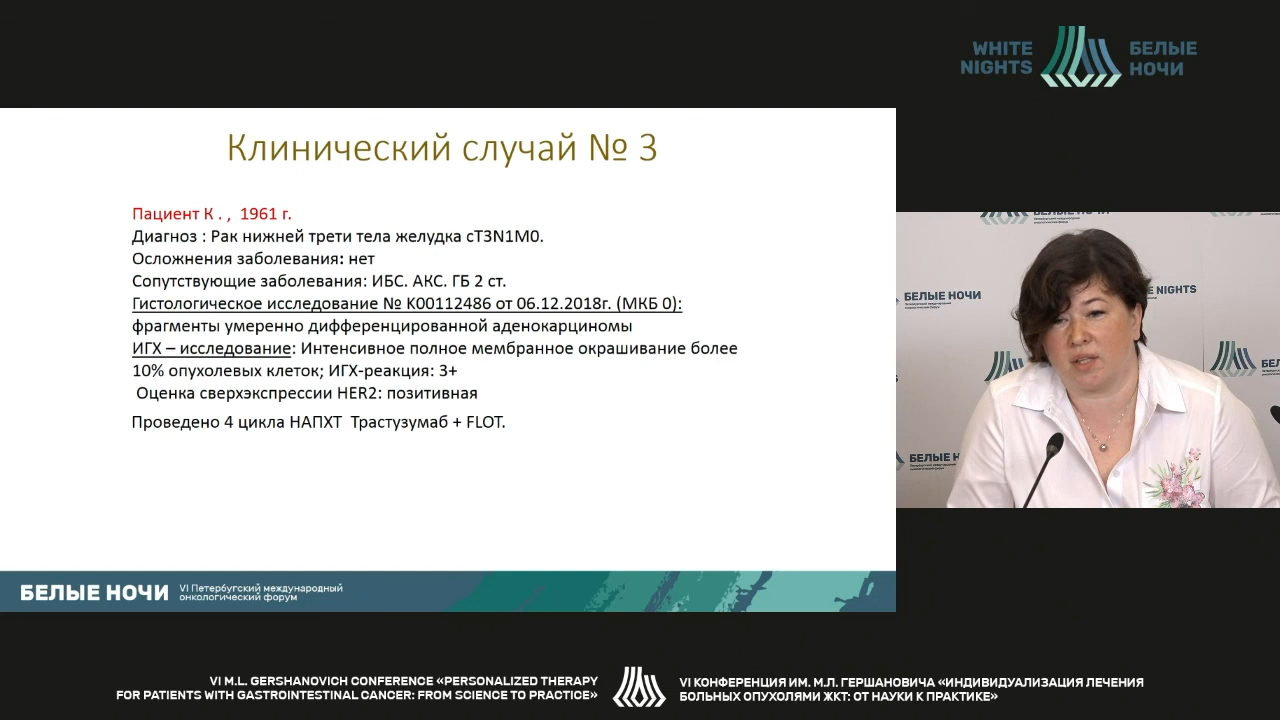 WHITE
NIGHTS
БЕЛЫЕ
НОЧИ
Клинический случай № 3
Пациент К . , 1961 г.
Диагноз : Рак нижней трети тела желудка cT3N1M0.
Осложнения заболевания: нет
Сопутствующие заболевания: ИБС. АКС. ГБ 2 ст.
Гистологическое исследование № K00112486 от 06.12.2018г. (МКБ 0):
фрагменты умеренно дифференцированной аденокарциномы
ИГХ – исследование: Интенсивное полное мембранное окрашивание более
10% опухолевых клеток; ИГХ-реакция: 3+
Оценка сверхэкспрессии HER2: позитивная
Проведено 4 цикла НАПХТ Трастузумаб + FLOT.
БЕЛЫЕ НОЧИ
VI Петербугский международный
онкологический форум
БЕЛЫЕ НОЧИ
NIGHTS
БЕЛЫЕ
БЕЛЫЕ
VI M.L. GERSHANOVICH CONFERENCE «PERSONALIZED THERAPY
FOR PATIENTS WITH GASTROINTESTINAL CANCER: FROM SCIENCE TO PRACTICE»
VI КОНФЕРЕНЦИЯ ИМ. М.Л. ГЕРШАНОВИЧА «ИНДИВИДУАЛИЗАЦИЯ ЛЕЧЕНИЯ
БОЛЬНЫХ ОПУХОЛЯМИ ЖКТ: ОТ НАУКИ К ПРАКТИКЕ»